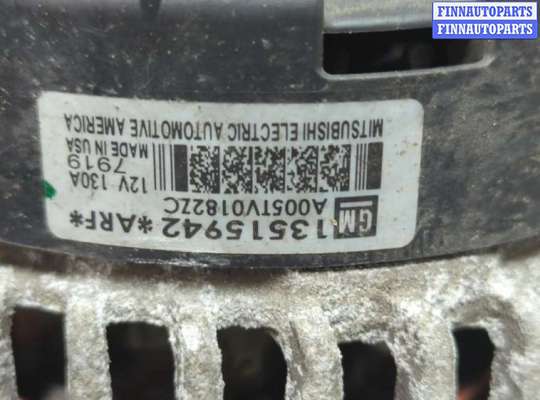 FINNAUTOPARTS
FINNAUTOPARTS
GM 13515942 *ARF*
A005TV0182ZC
12V 130A
7919
MADE IN USA
MITSUBISHI ELECTRIC AUTOMOTIVE AMERICA